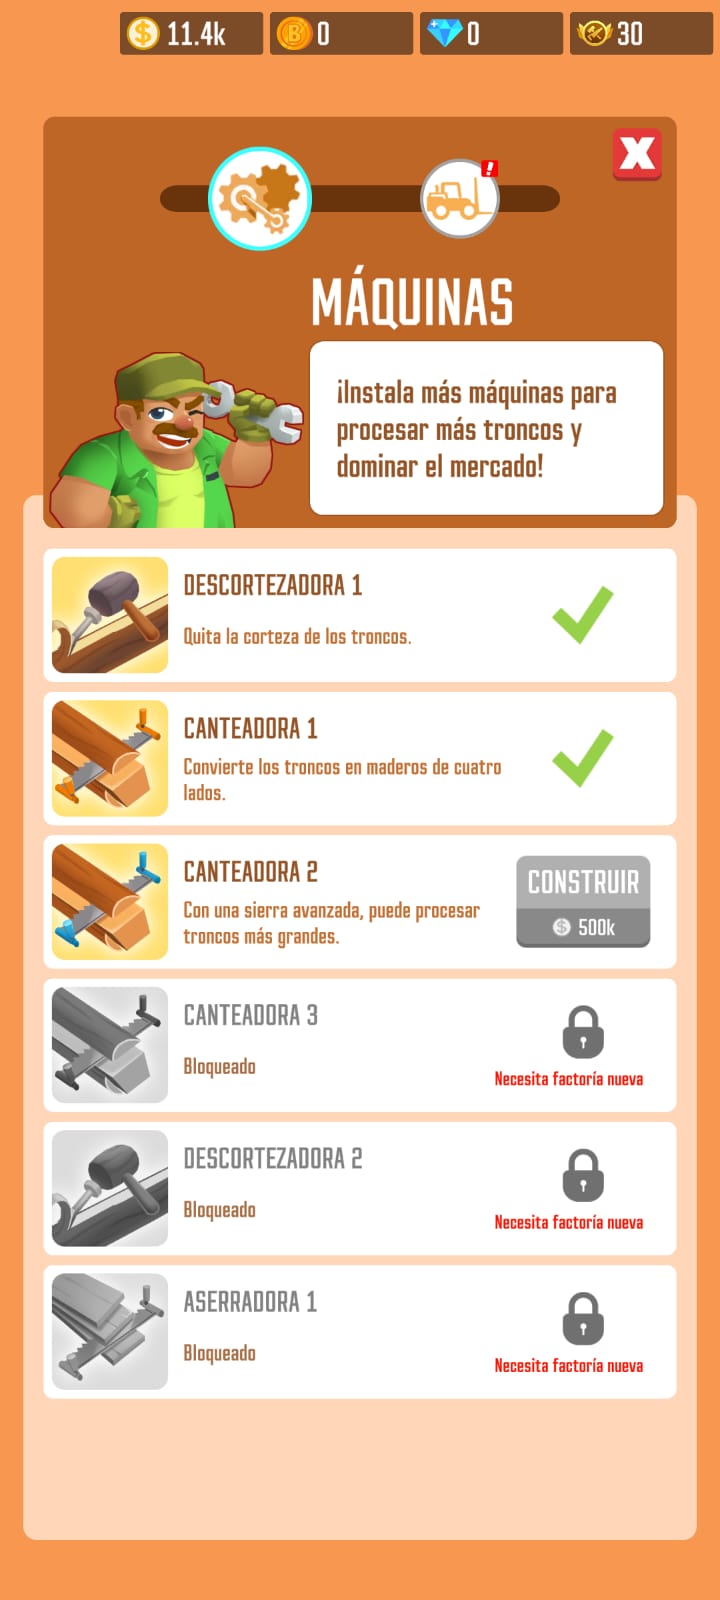 11.4k
0
0
30
MÁQUINAS
¡Instala más máquinas para
procesar más troncos y
dominar el mercado!
DESCORTEZADORA 1
Quita la corteza de los troncos.
CANTEADORA 1
Convierte los troncos en maderos de cuatro
lados.
CANTEADORA 2
Con una sierra avanzada, puede procesar
troncos más grandes.
CONSTRUIR
500k
CANTEADORA 3
Bloqueado
Necesita factoría nueva
DESCORTEZADORA 2
Bloqueado
Necesita factoría nueva
ASERRADORA 1
Bloqueado
Necesita factoría nueva